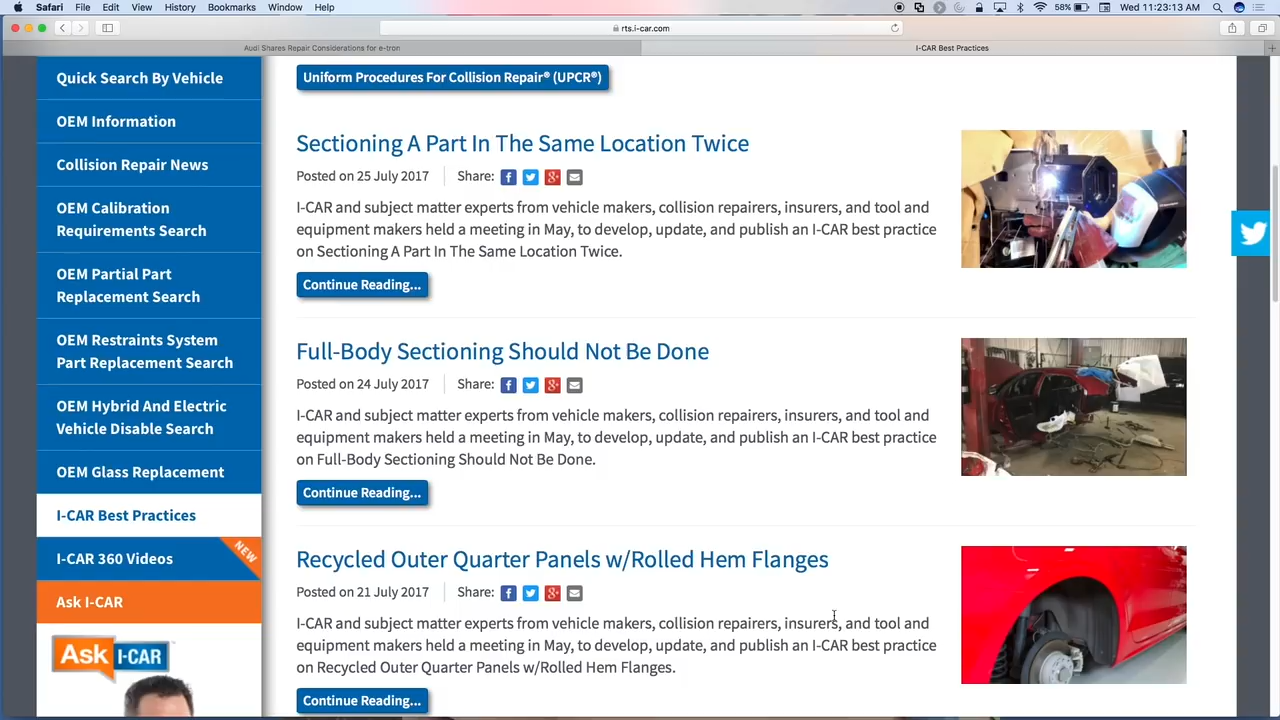 Safari File Edit View History Bookmarks Window Help 58% Wed 11:23:13 AM
rts.i-car.com
Audi Shares Repair Considerations for e-tron I-CAR Best Practices
Quick Search By Vehicle
OEM Information
Collision Repair News
OEM Calibration
Requirements Search
OEM Partial Part
Replacement Search
OEM Restraints System
Part Replacement Search
OEM Hybrid And Electric
Vehicle Disable Search
OEM Glass Replacement
I-CAR Best Practices
I-CAR 360 Videos
NEW
Ask I-CAR
Ask I-CAR
Uniform Procedures For Collision Repair® (UPCR®)
Sectioning A Part In The Same Location Twice
Posted on 25 July 2017 Share:
I-CAR and subject matter experts from vehicle makers, collision repairers, insurers, and tool and
equipment makers held a meeting in May, to develop, update, and publish an I-CAR best practice
on Sectioning A Part In The Same Location Twice.
Continue Reading...
Full-Body Sectioning Should Not Be Done
Posted on 24 July 2017 Share:
I-CAR and subject matter experts from vehicle makers, collision repairers, insurers, and tool and
equipment makers held a meeting in May, to develop, update, and publish an I-CAR best practice
on Full-Body Sectioning Should Not Be Done.
Continue Reading...
Recycled Outer Quarter Panels w/Rolled Hem Flanges
Posted on 21 July 2017 Share:
I-CAR and subject matter experts from vehicle makers, collision repairers, insurers, and tool and
equipment makers held a meeting in May, to develop, update, and publish an I-CAR best practice
on Recycled Outer Quarter Panels w/Rolled Hem Flanges.
Continue Reading...